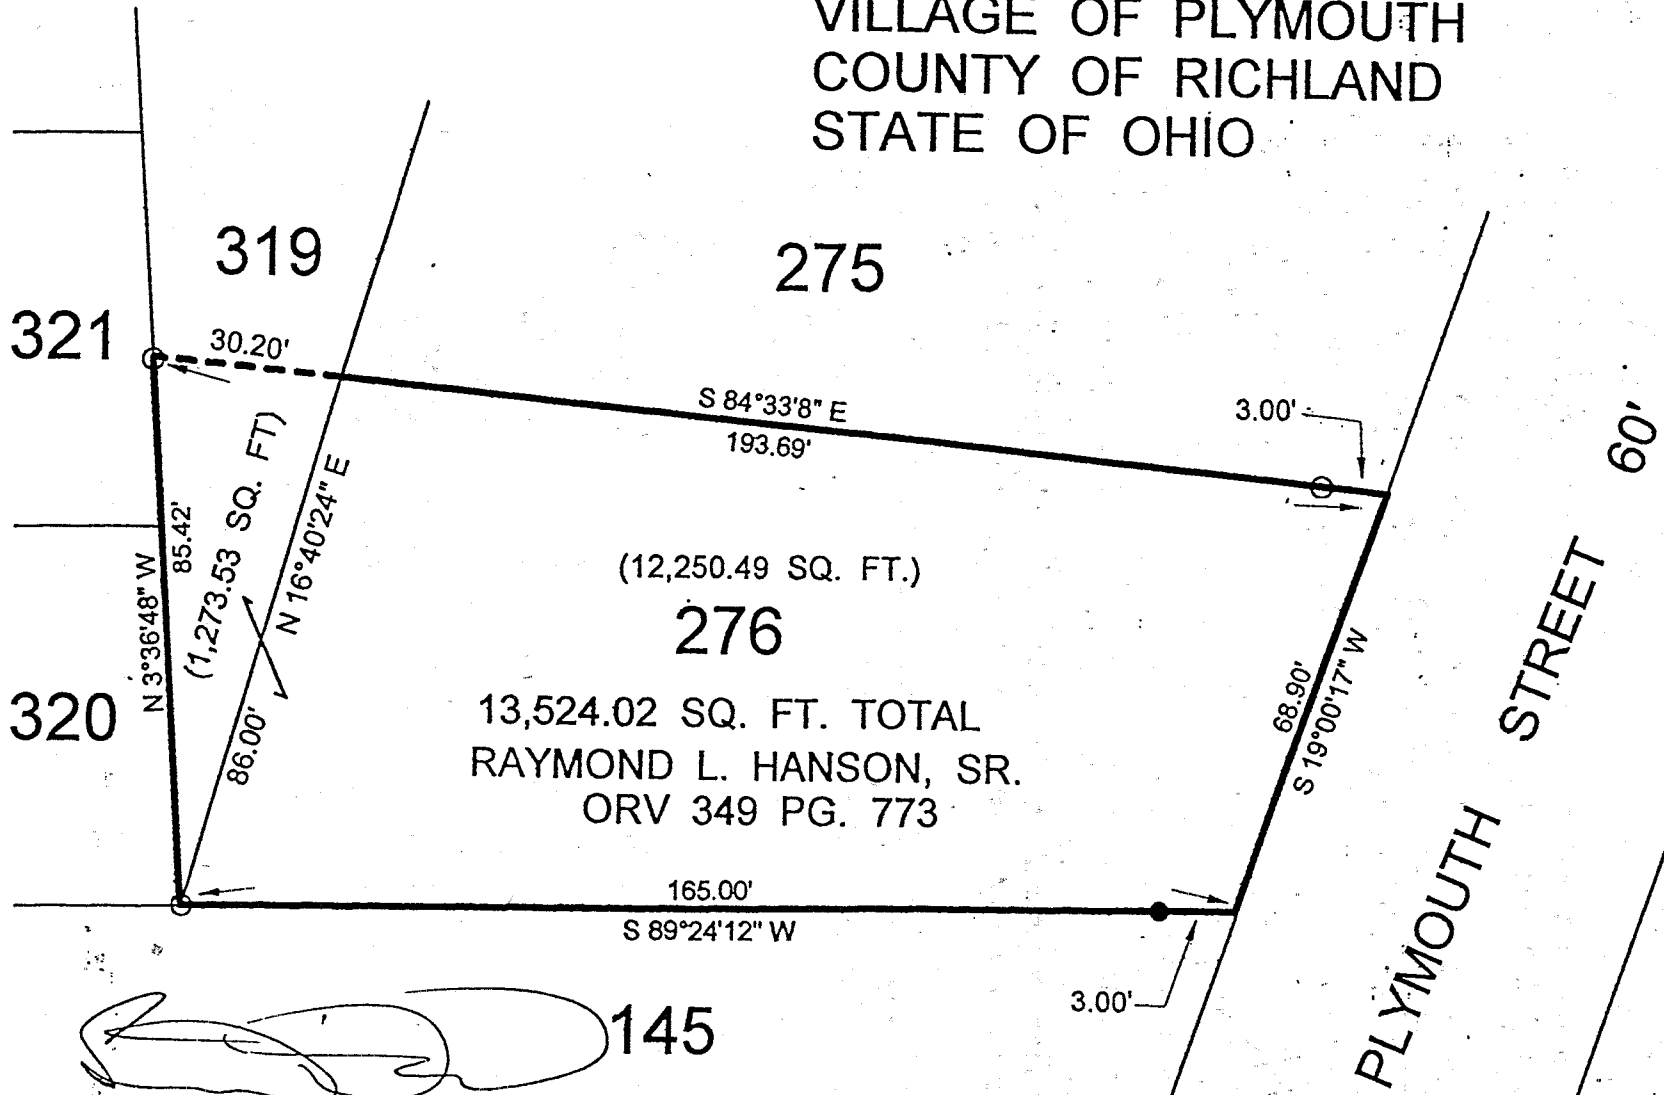 VILLAGE OF PLYMOUTH
COUNTY OF RICHLAND
STATE OF OHIO
319
275
321
30.20'
S 84°33'8" E
193.69'
3.00'
60'
(1,273.53 SQ. FT)
N 16°40'24" E
85.42'
N 3°36'48" W
(12,250.49 SQ. FT.)
276
STREET
320
86.00'
13,524.02 SQ. FT. TOTAL
RAYMOND L. HANSON, SR.
ORV 349 PG. 773
68.90'
S 19°00'17" W
165.00'
S 89°24'12" W
PLYMOUTH
3.00'
145